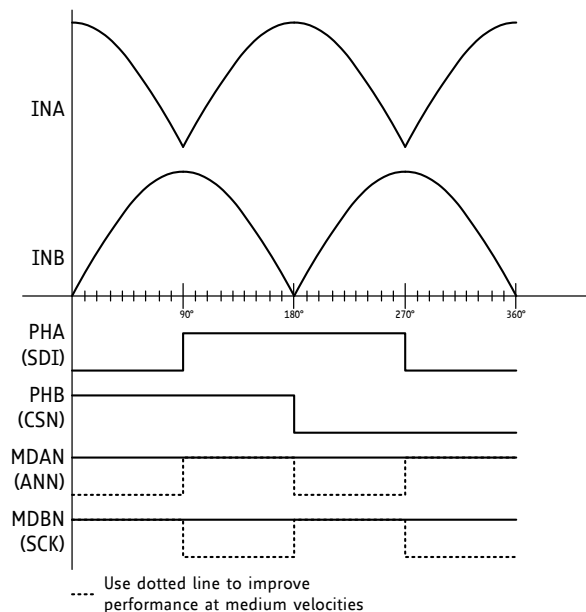 INA
INB
90°
180°
270°
360°
PHA
(SDI)
PHB
(CSN)
MDAN
(ANN)
MDBN
(SCK)
Use dotted line to improve
performance at medium velocities